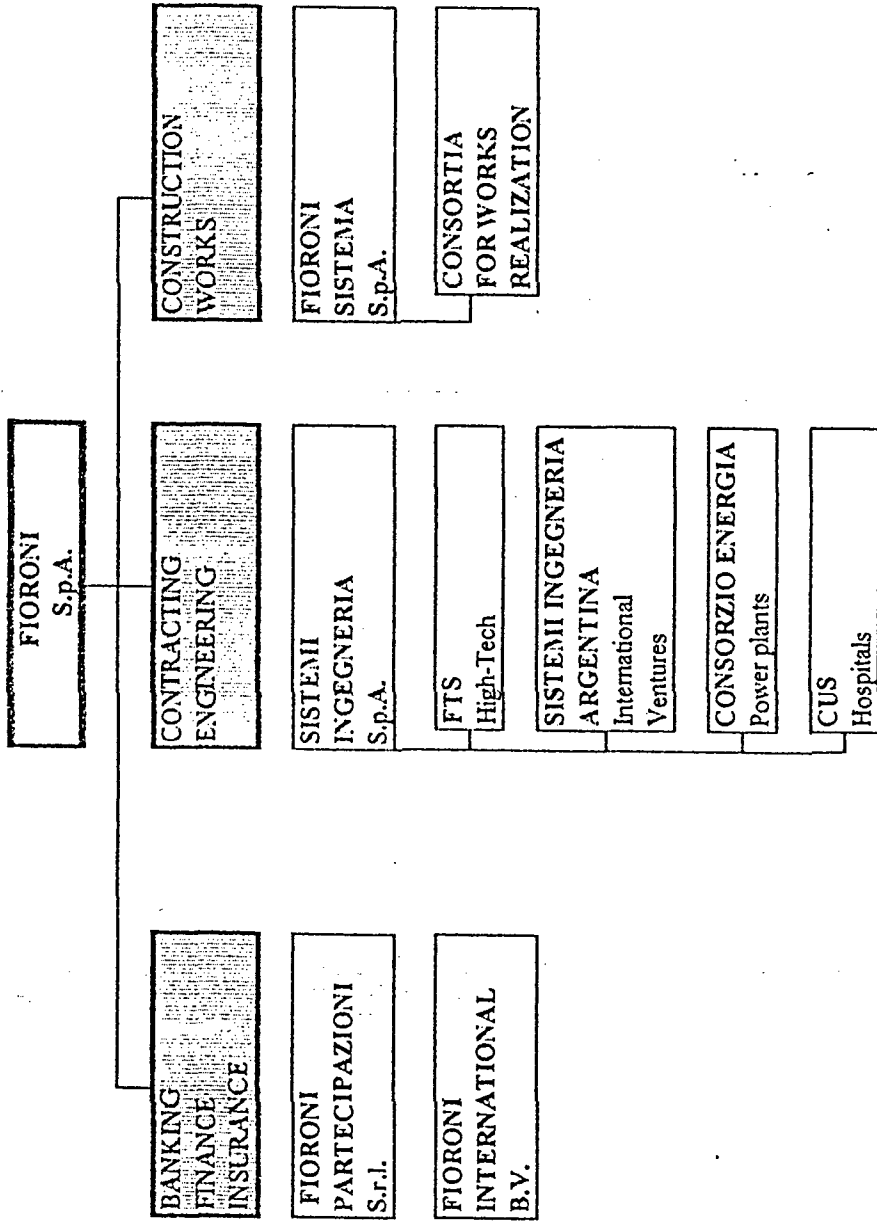 FIORONI
S.p.A.
BANKING
FINANCE
INSURANCE
FIORONI
PARTECIPAZIONI
S.r.l.
FIORONI
INTERNATIONAL
B.V.
CONTRACTING
ENGINEERING
SISTEMI
INGEGNERIA
S.p.A.
FTS
High-Tech
SISTEMI INGEGNERIA
ARGENTINA
International
Ventures
CONSORZIO ENERGIA
Power plants
CUS
Hospitals
CONSTRUCTION
WORKS
FIORONI
SISTEMA
S.p.A.
CONSORTIA
FOR WORKS
REALIZATION